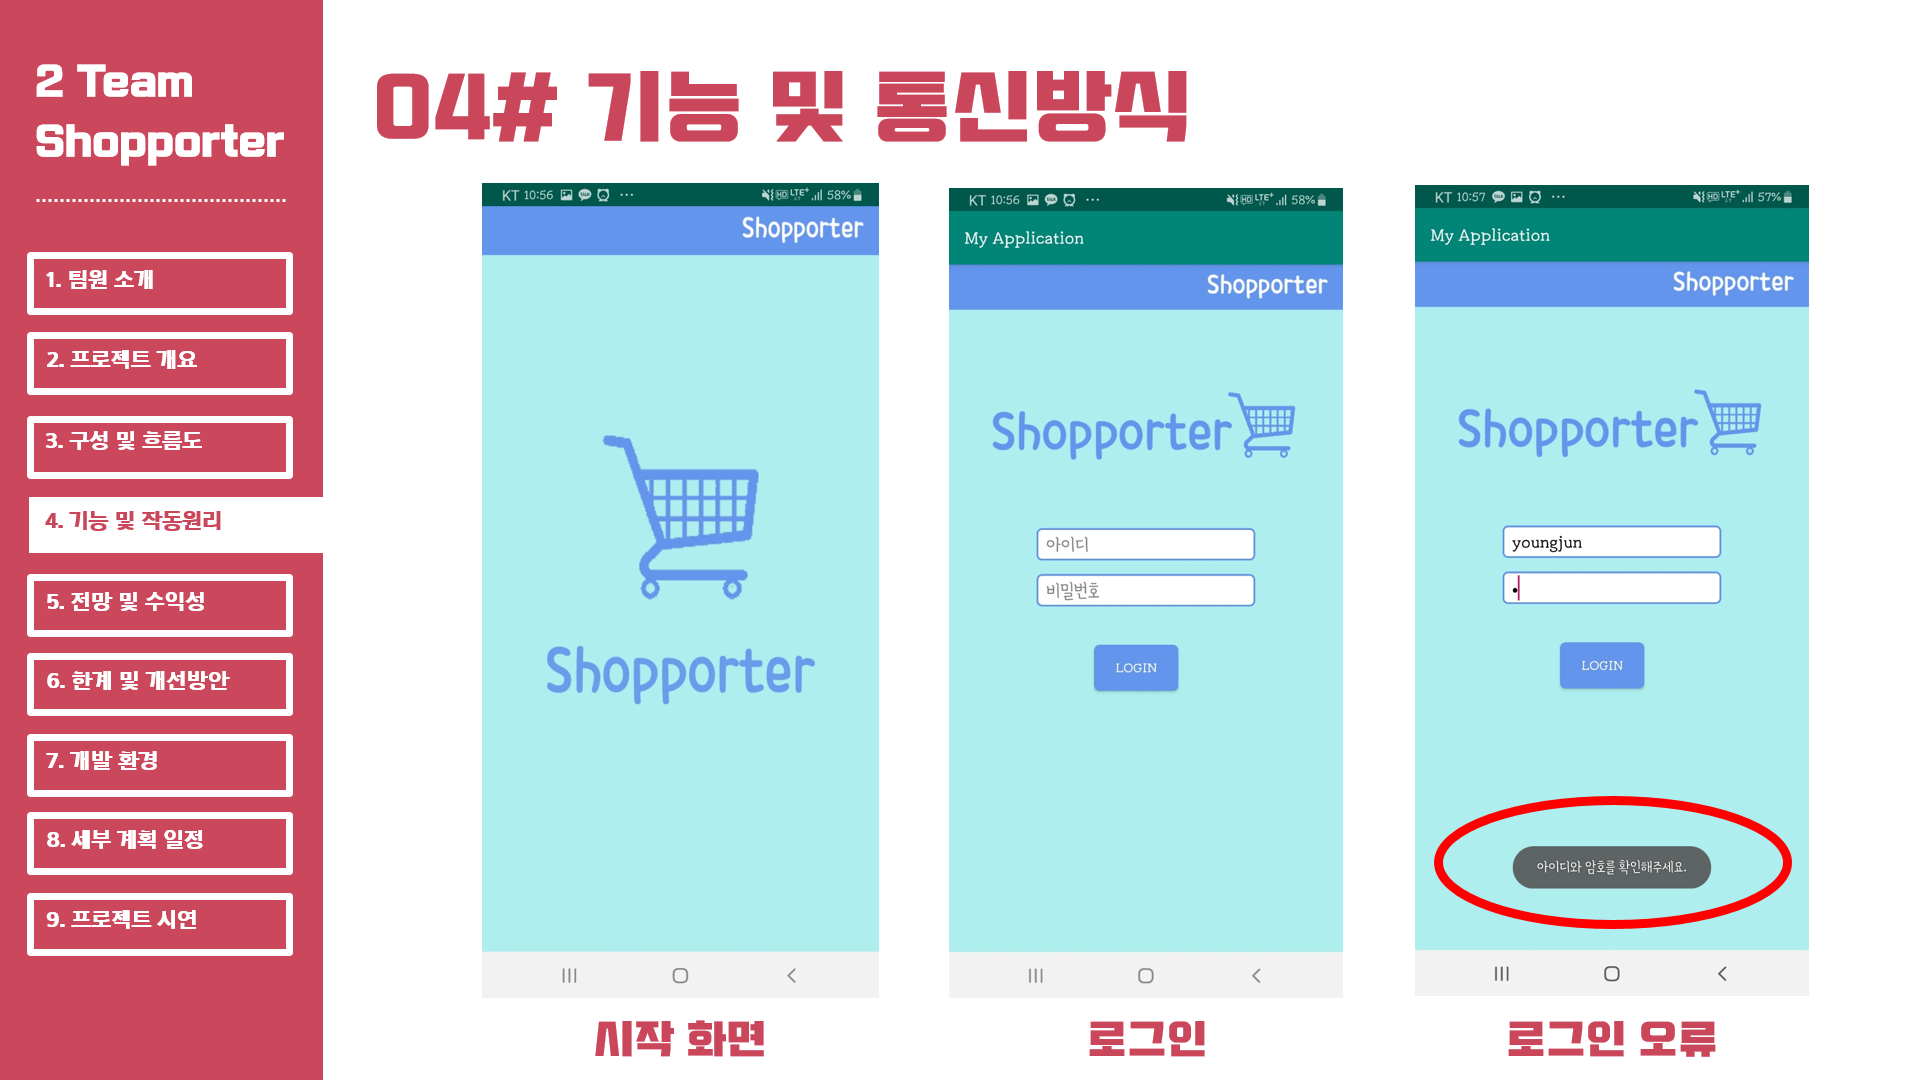 2 Team
Shopporter
1. 팀원 소개
2. 프로젝트 개요
3. 구성 및 흐름도
4. 기능 및 작동원리
5. 전망 및 수익성
6. 한계 및 개선방안
7. 개발 환경
8. 세부 계획 일정
9. 프로젝트 시연
04# 기능 및 통신방식
KT 10:56 ··· LTE+ 58%
Shopporter
Shopporter
시작 화면
KT 10:56 ··· LTE+ 58%
My Application
Shopporter
Shopporter
아이디
비밀번호
LOGIN
로그인
KT 10:57 ··· LTE+ 57%
My Application
Shopporter
Shopporter
youngjun
•
LOGIN
아이디와 암호를 확인해주세요.
로그인 오류